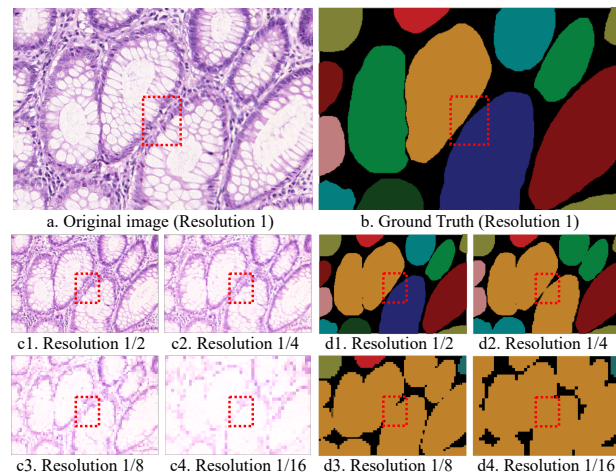 a. Original image (Resolution 1) b. Ground Truth (Resolution 1)
c1. Resolution 1/2 c2. Resolution 1/4 d1. Resolution 1/2 d2. Resolution 1/4
c3. Resolution 1/8 c4. Resolution 1/16 d3. Resolution 1/8 d4. Resolution 1/16